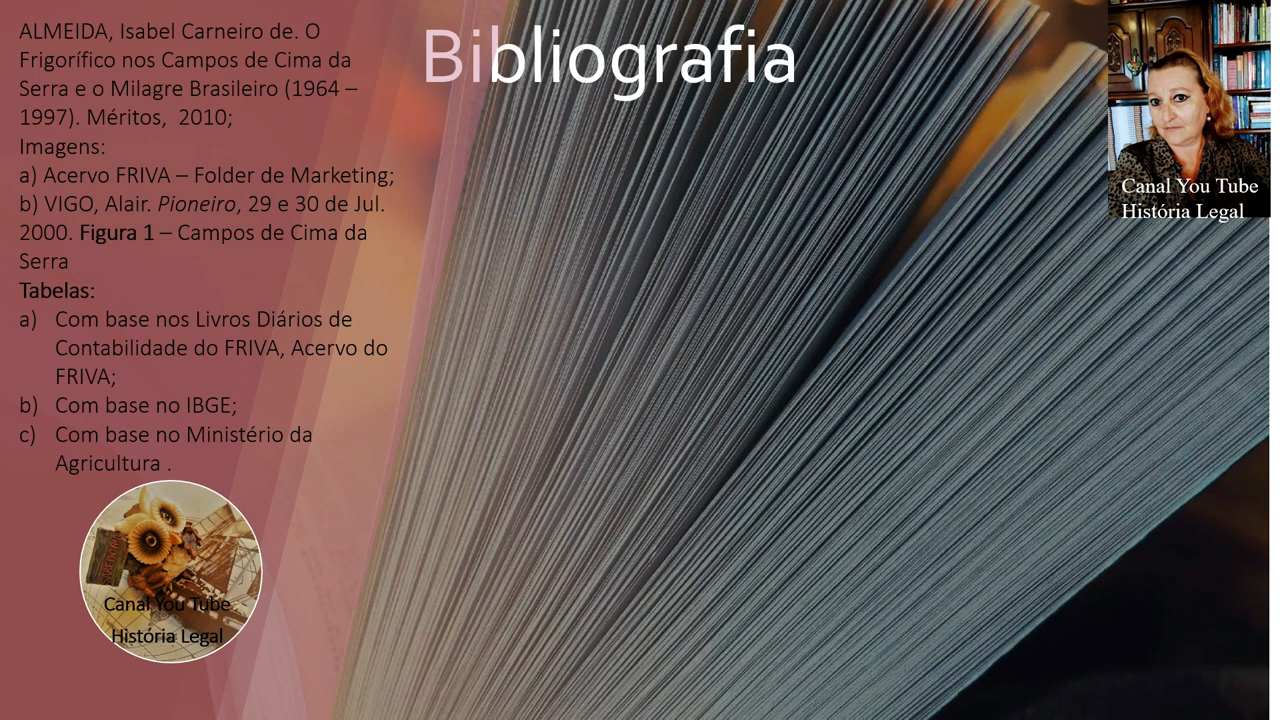 Bibliografia
ALMEIDA, Isabel Carneiro de. O
Frigorífico nos Campos de Cima da
Serra e o Milagre Brasileiro (1964 –
1997). Méritos, 2010;
Imagens:
a) Acervo FRIVA – Folder de Marketing;
b) VIGO, Alair. Pioneiro, 29 e 30 de Jul.
2000. Figura 1 – Campos de Cima da
Serra
Tabelas:
a) Com base nos Livros Diários de
Contabilidade do FRIVA, Acervo do
FRIVA;
b) Com base no IBGE;
c) Com base no Ministério da
Agricultura .
Canal You Tube
História Legal
Canal You Tube
História Legal